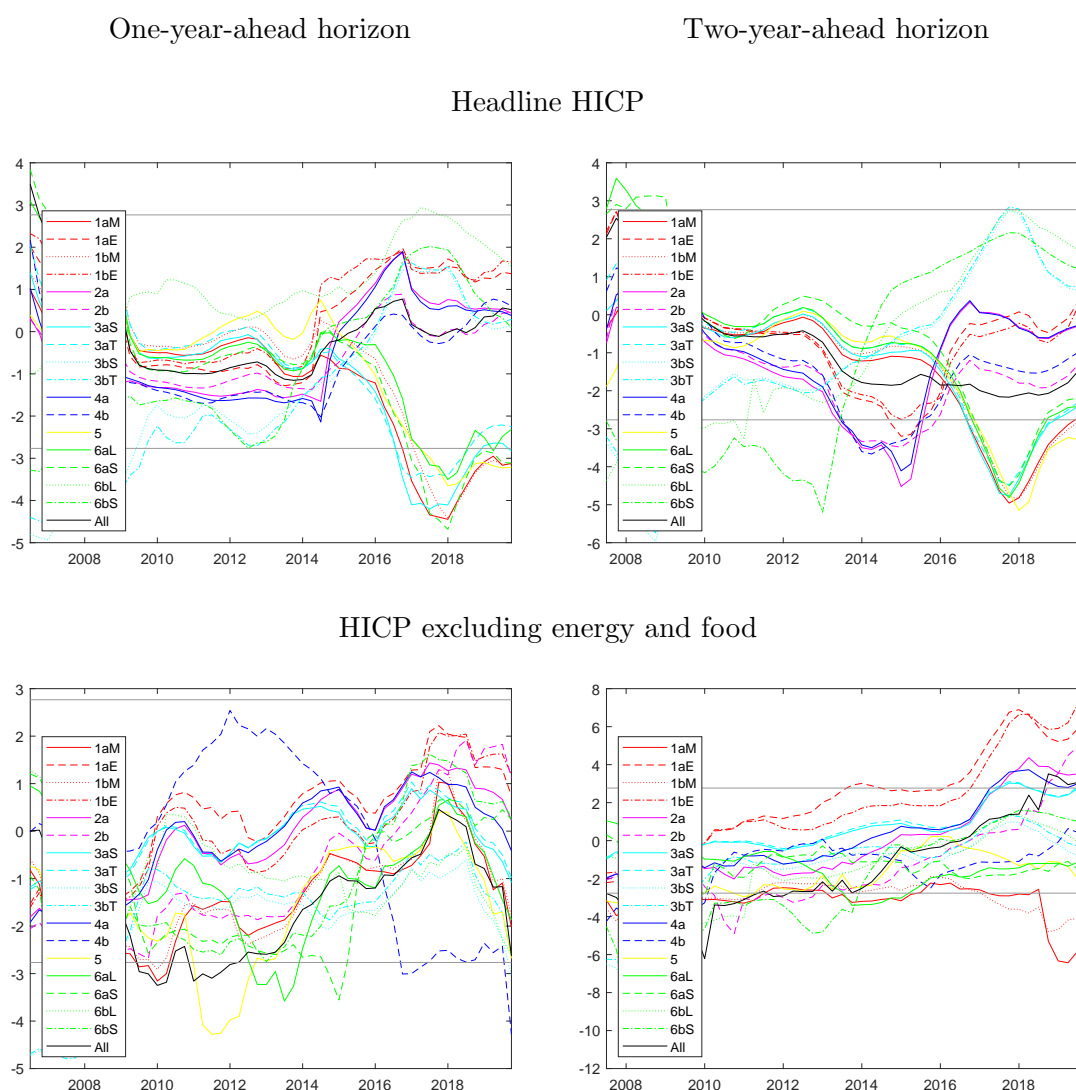 One-year-ahead horizon
Two-year-ahead horizon
Headline HICP
4
3
2
1
0
-1
-2
-3
-4
-5
1aM
1aE
1bM
1bE
2a
2b
3aS
3aT
3bS
3bT
4a
4b
5
6aL
6aS
6bL
6bS
All
2008 2010 2012 2014 2016 2018
4
3
2
1
0
-1
-2
-3
-4
-5
-6
1aM
1aE
1bM
1bE
2a
2b
3aS
3aT
3bS
3bT
4a
4b
5
6aL
6aS
6bL
6bS
All
2008 2010 2012 2014 2016 2018
HICP excluding energy and food
3
2
1
0
-1
-2
-3
-4
-5
1aM
1aE
1bM
1bE
2a
2b
3aS
3aT
3bS
3bT
4a
4b
5
6aL
6aS
6bL
6bS
All
2008 2010 2012 2014 2016 2018
8
6
4
2
0
-2
-4
-6
-8
-10
-12
1aM
1aE
1bM
1bE
2a
2b
3aS
3aT
3bS
3bT
4a
4b
5
6aL
6aS
6bL
6bS
All
2008 2010 2012 2014 2016 2018